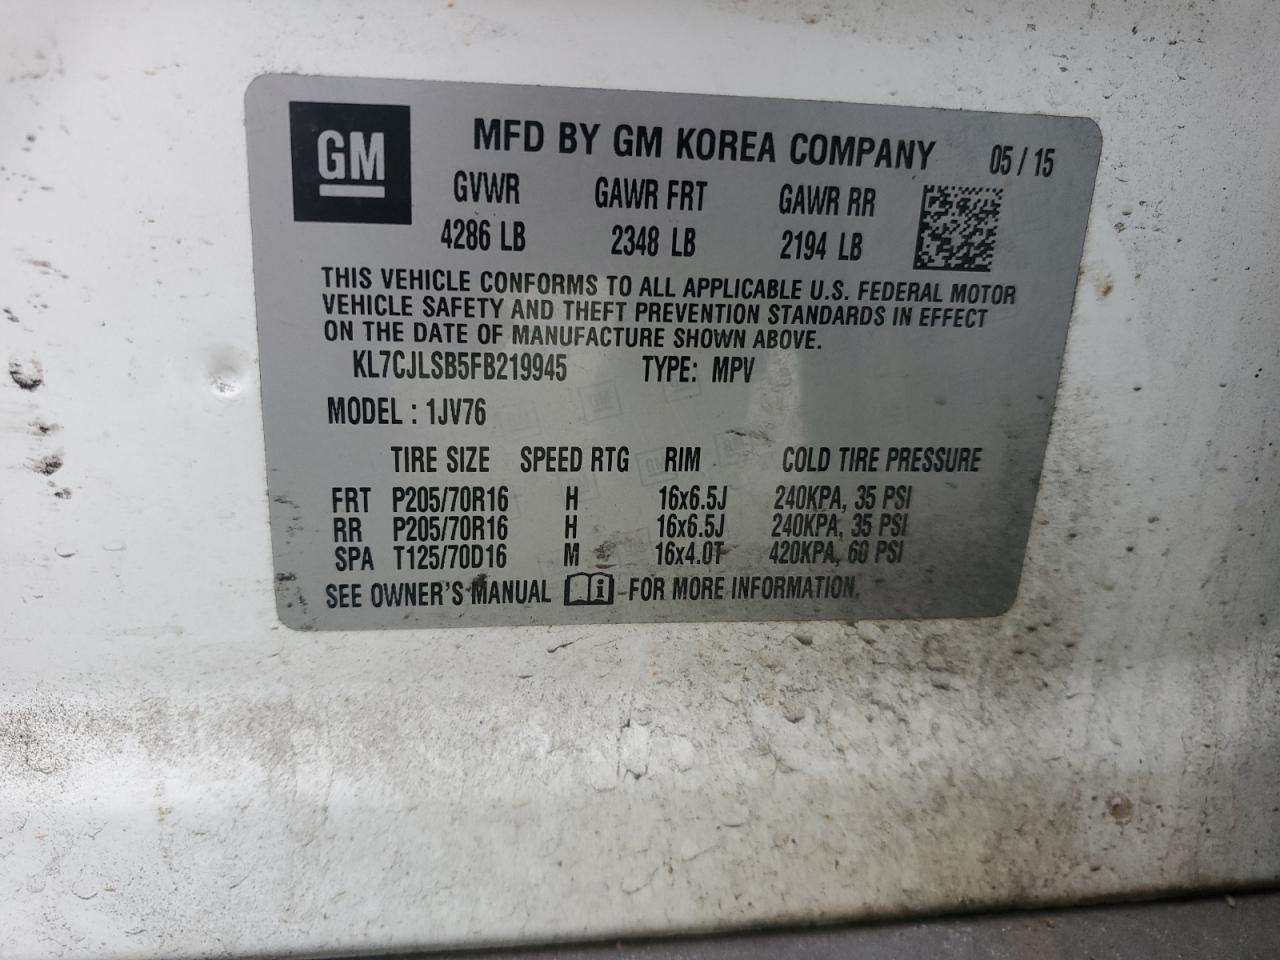 GM
MFD BY GM KOREA COMPANY 05 / 15
GVWR GAWR FRT GAWR RR
4286 LB 2348 LB 2194 LB
THIS VEHICLE CONFORMS TO ALL APPLICABLE U.S. FEDERAL MOTOR
VEHICLE SAFETY AND THEFT PREVENTION STANDARDS IN EFFECT
ON THE DATE OF MANUFACTURE SHOWN ABOVE.
KL7CJLSB5FB219945 TYPE: MPV
MODEL : 1JV76
TIRE SIZE SPEED RTG RIM COLD TIRE PRESSURE
FRT P205/70R16 H 16x6.5J 240KPA, 35 PSI
RR P205/70R16 H 16x6.5J 240KPA, 35 PSI
SPA T125/70D16 M 16x4.0T 420KPA, 60 PSI
SEE OWNER'S MANUAL i FOR MORE INFORMATION.